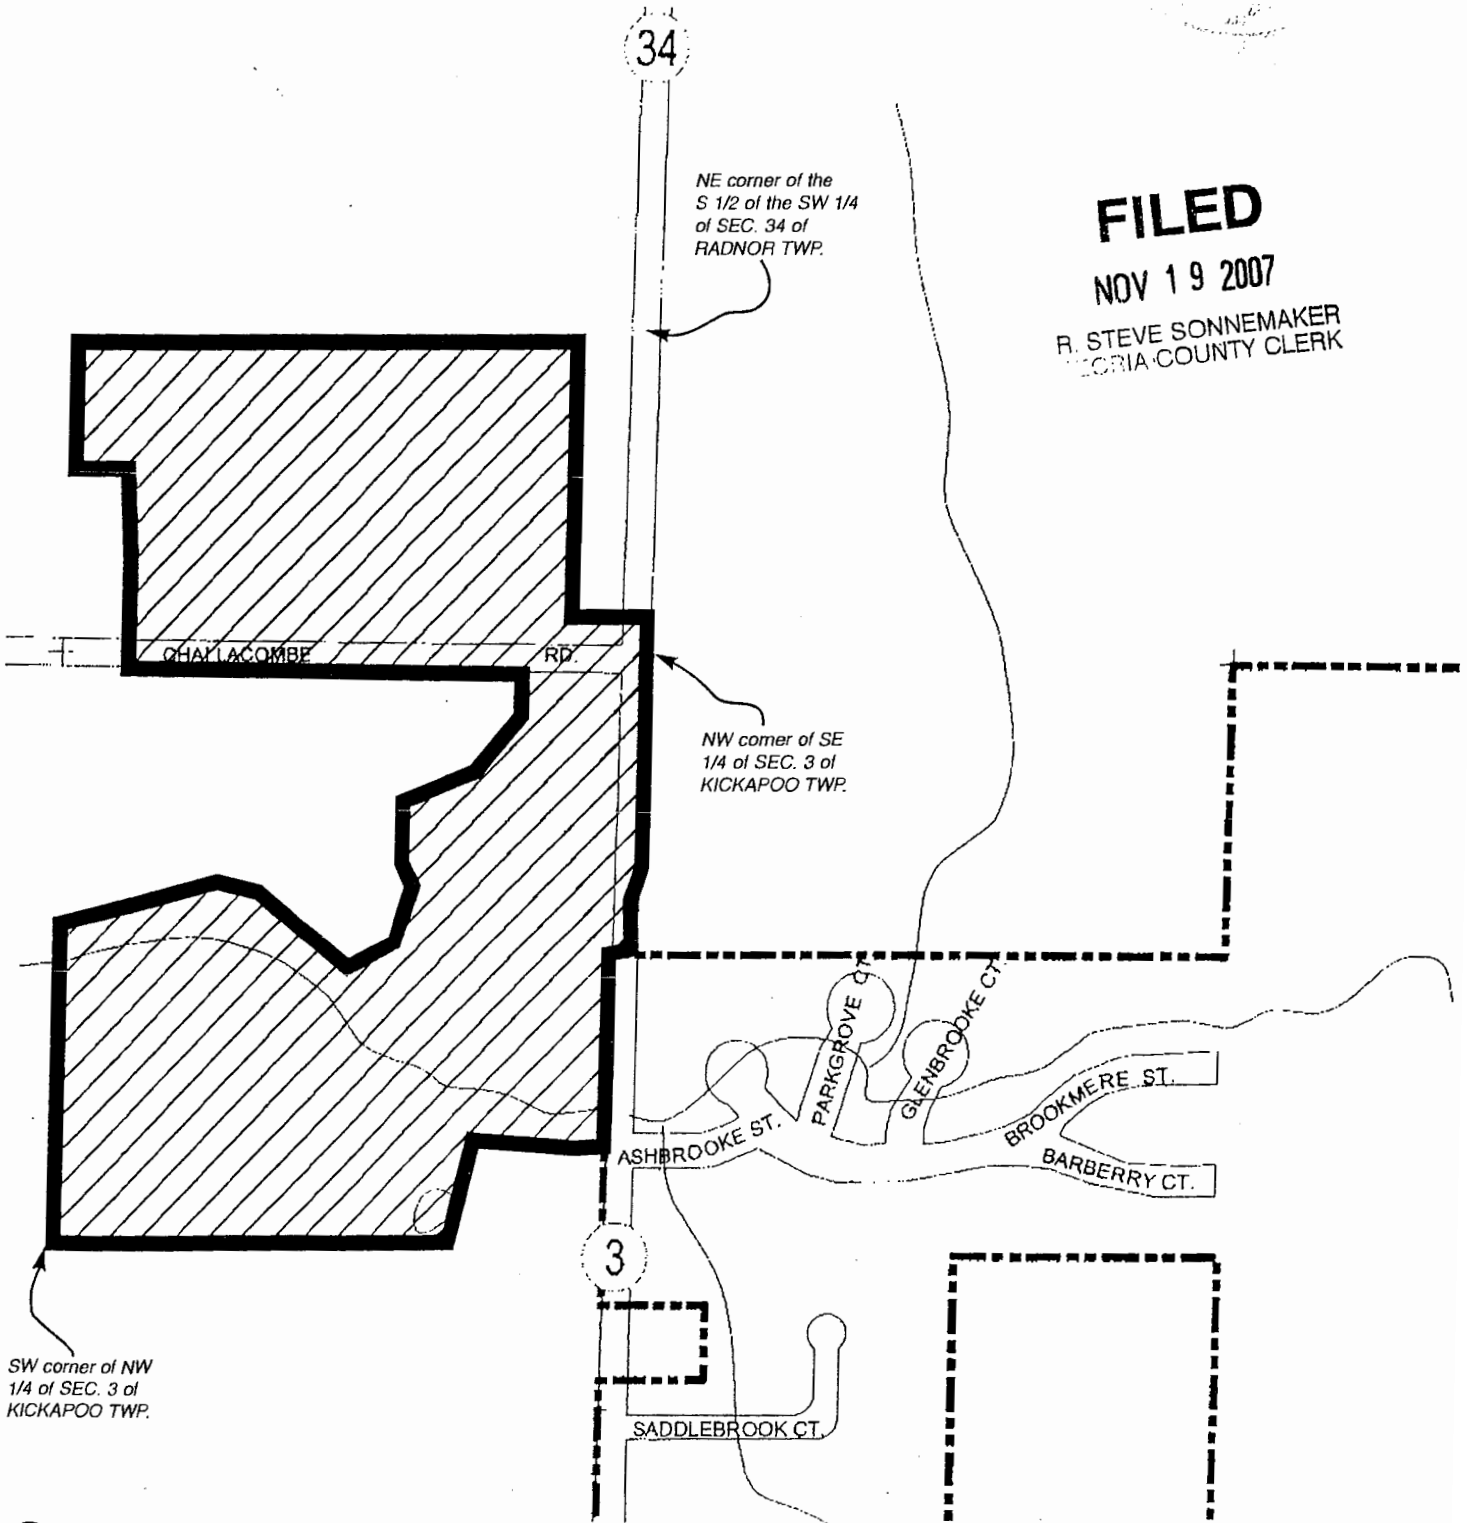 34
NE corner of the
S 1/2 of the SW 1/4
of SEC. 34 of
RADNOR TWP.
FILED
NOV 19 2007
R. STEVE SONNEMAKER
COUNTY CLERK
CHALLACOMBE RD.
NW corner of SE
1/4 of SEC. 3 of
KICKAPOO TWP.
PARKGROVE CT.
GLENBROOKE CT.
BROOKMERE ST.
ASHBROOKE ST.
BARBERRY CT.
3
SW corner of NW
1/4 of SEC. 3 of
KICKAPOO TWP.
SADDLEBROOK CT.